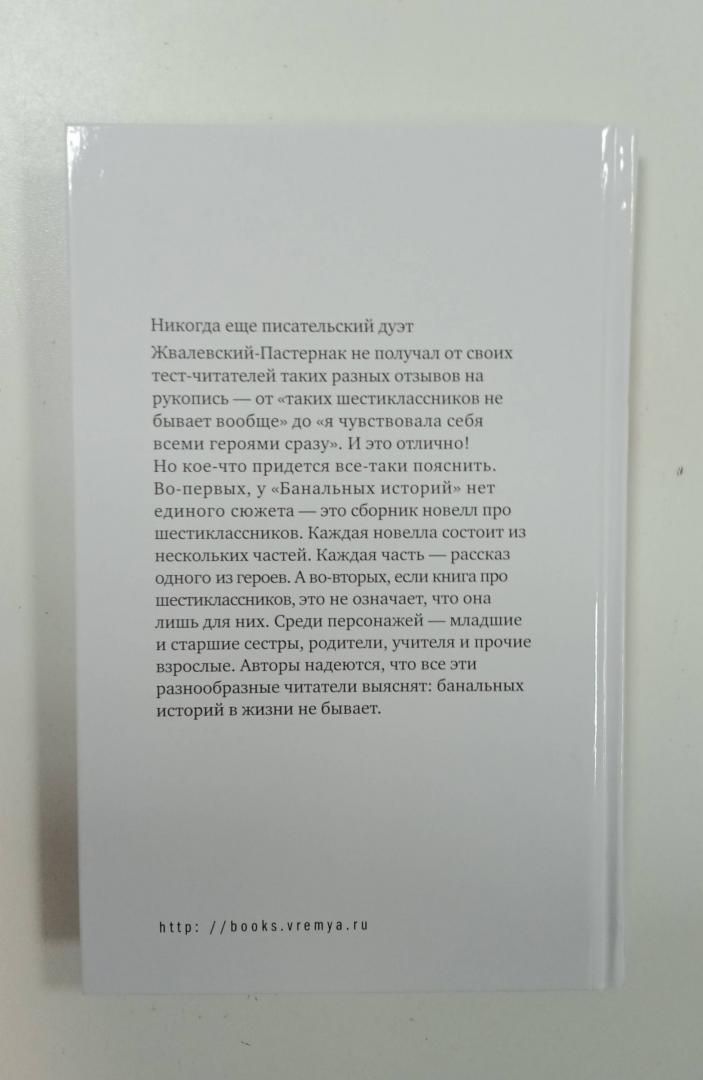 Никогда еще писательский дуэт
Жвалевский-Пастернак не получал от своих
тест-читателей таких разных отзывов на
рукопись — от «таких шестиклассников не
бывает вообще» до «я чувствовала себя
всеми героями сразу». И это отлично!
Но кое-что придется все-таки пояснить.
Во-первых, у «Банальных историй» нет
единого сюжета — это сборник новелл про
шестиклассников. Каждая новелла состоит из
нескольких частей. Каждая часть — рассказ
одного из героев. А во-вторых, если книга про
шестиклассников, это не означает, что она
лишь для них. Среди персонажей — младшие
и старшие сестры, родители, учителя и прочие
взрослые. Авторы надеются, что все эти
разнообразные читатели выяснят: банальных
историй в жизни не бывает.
http: //books.vremya.ru